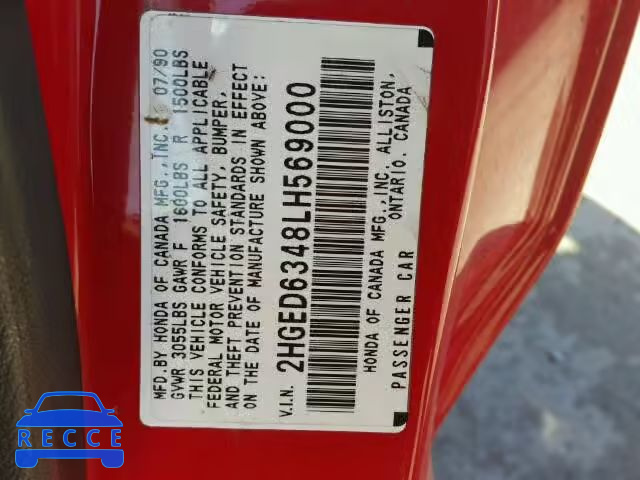 MFD.BY HONDA OF CANADA MFG.,INC. 07/90
GVWR 3055LBS GAWR F 1600LBS R 1500LBS
THIS VEHICLE CONFORMS TO ALL APPLICABLE
FEDERAL MOTOR VEHICLE SAFETY, BUMPER,
AND THEFT PREVENTION STANDARDS IN EFFECT
ON THE DATE OF MANUFACTURE SHOWN ABOVE:
V.I.N. 2HGED6348LH569000
HONDA OF CANADA MFG.,INC. ALLISTON,
ONTARIO. CANADA
PASSENGER CAR
RECCE